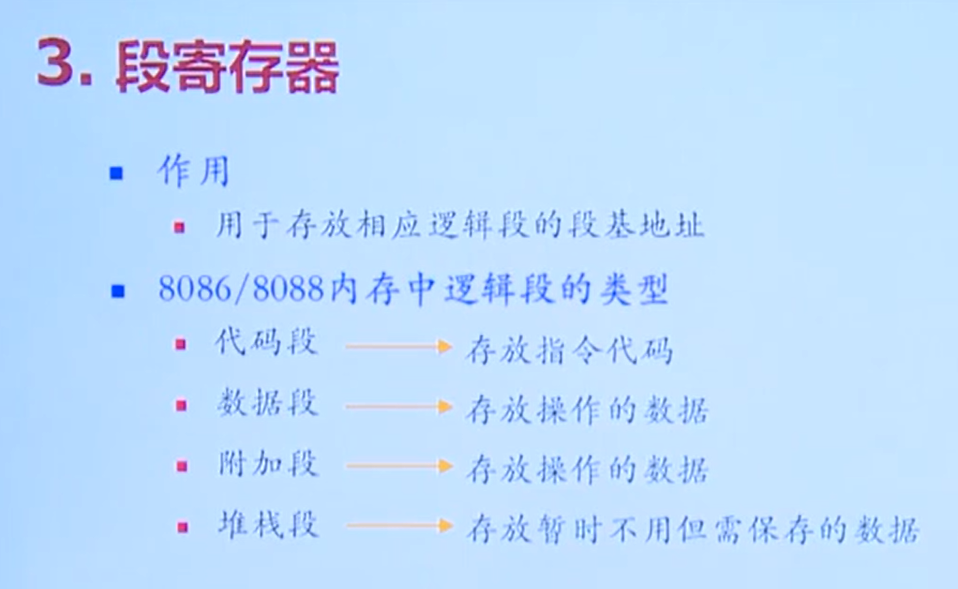 3. 段寄存器
作用
用于存放相应逻辑段的段基地址
8086/8088内存中逻辑段的类型
代码段 存放指令代码
数据段 存放操作的数据
附加段 存放操作的数据
堆栈段 存放暂时不用但需保存的数据